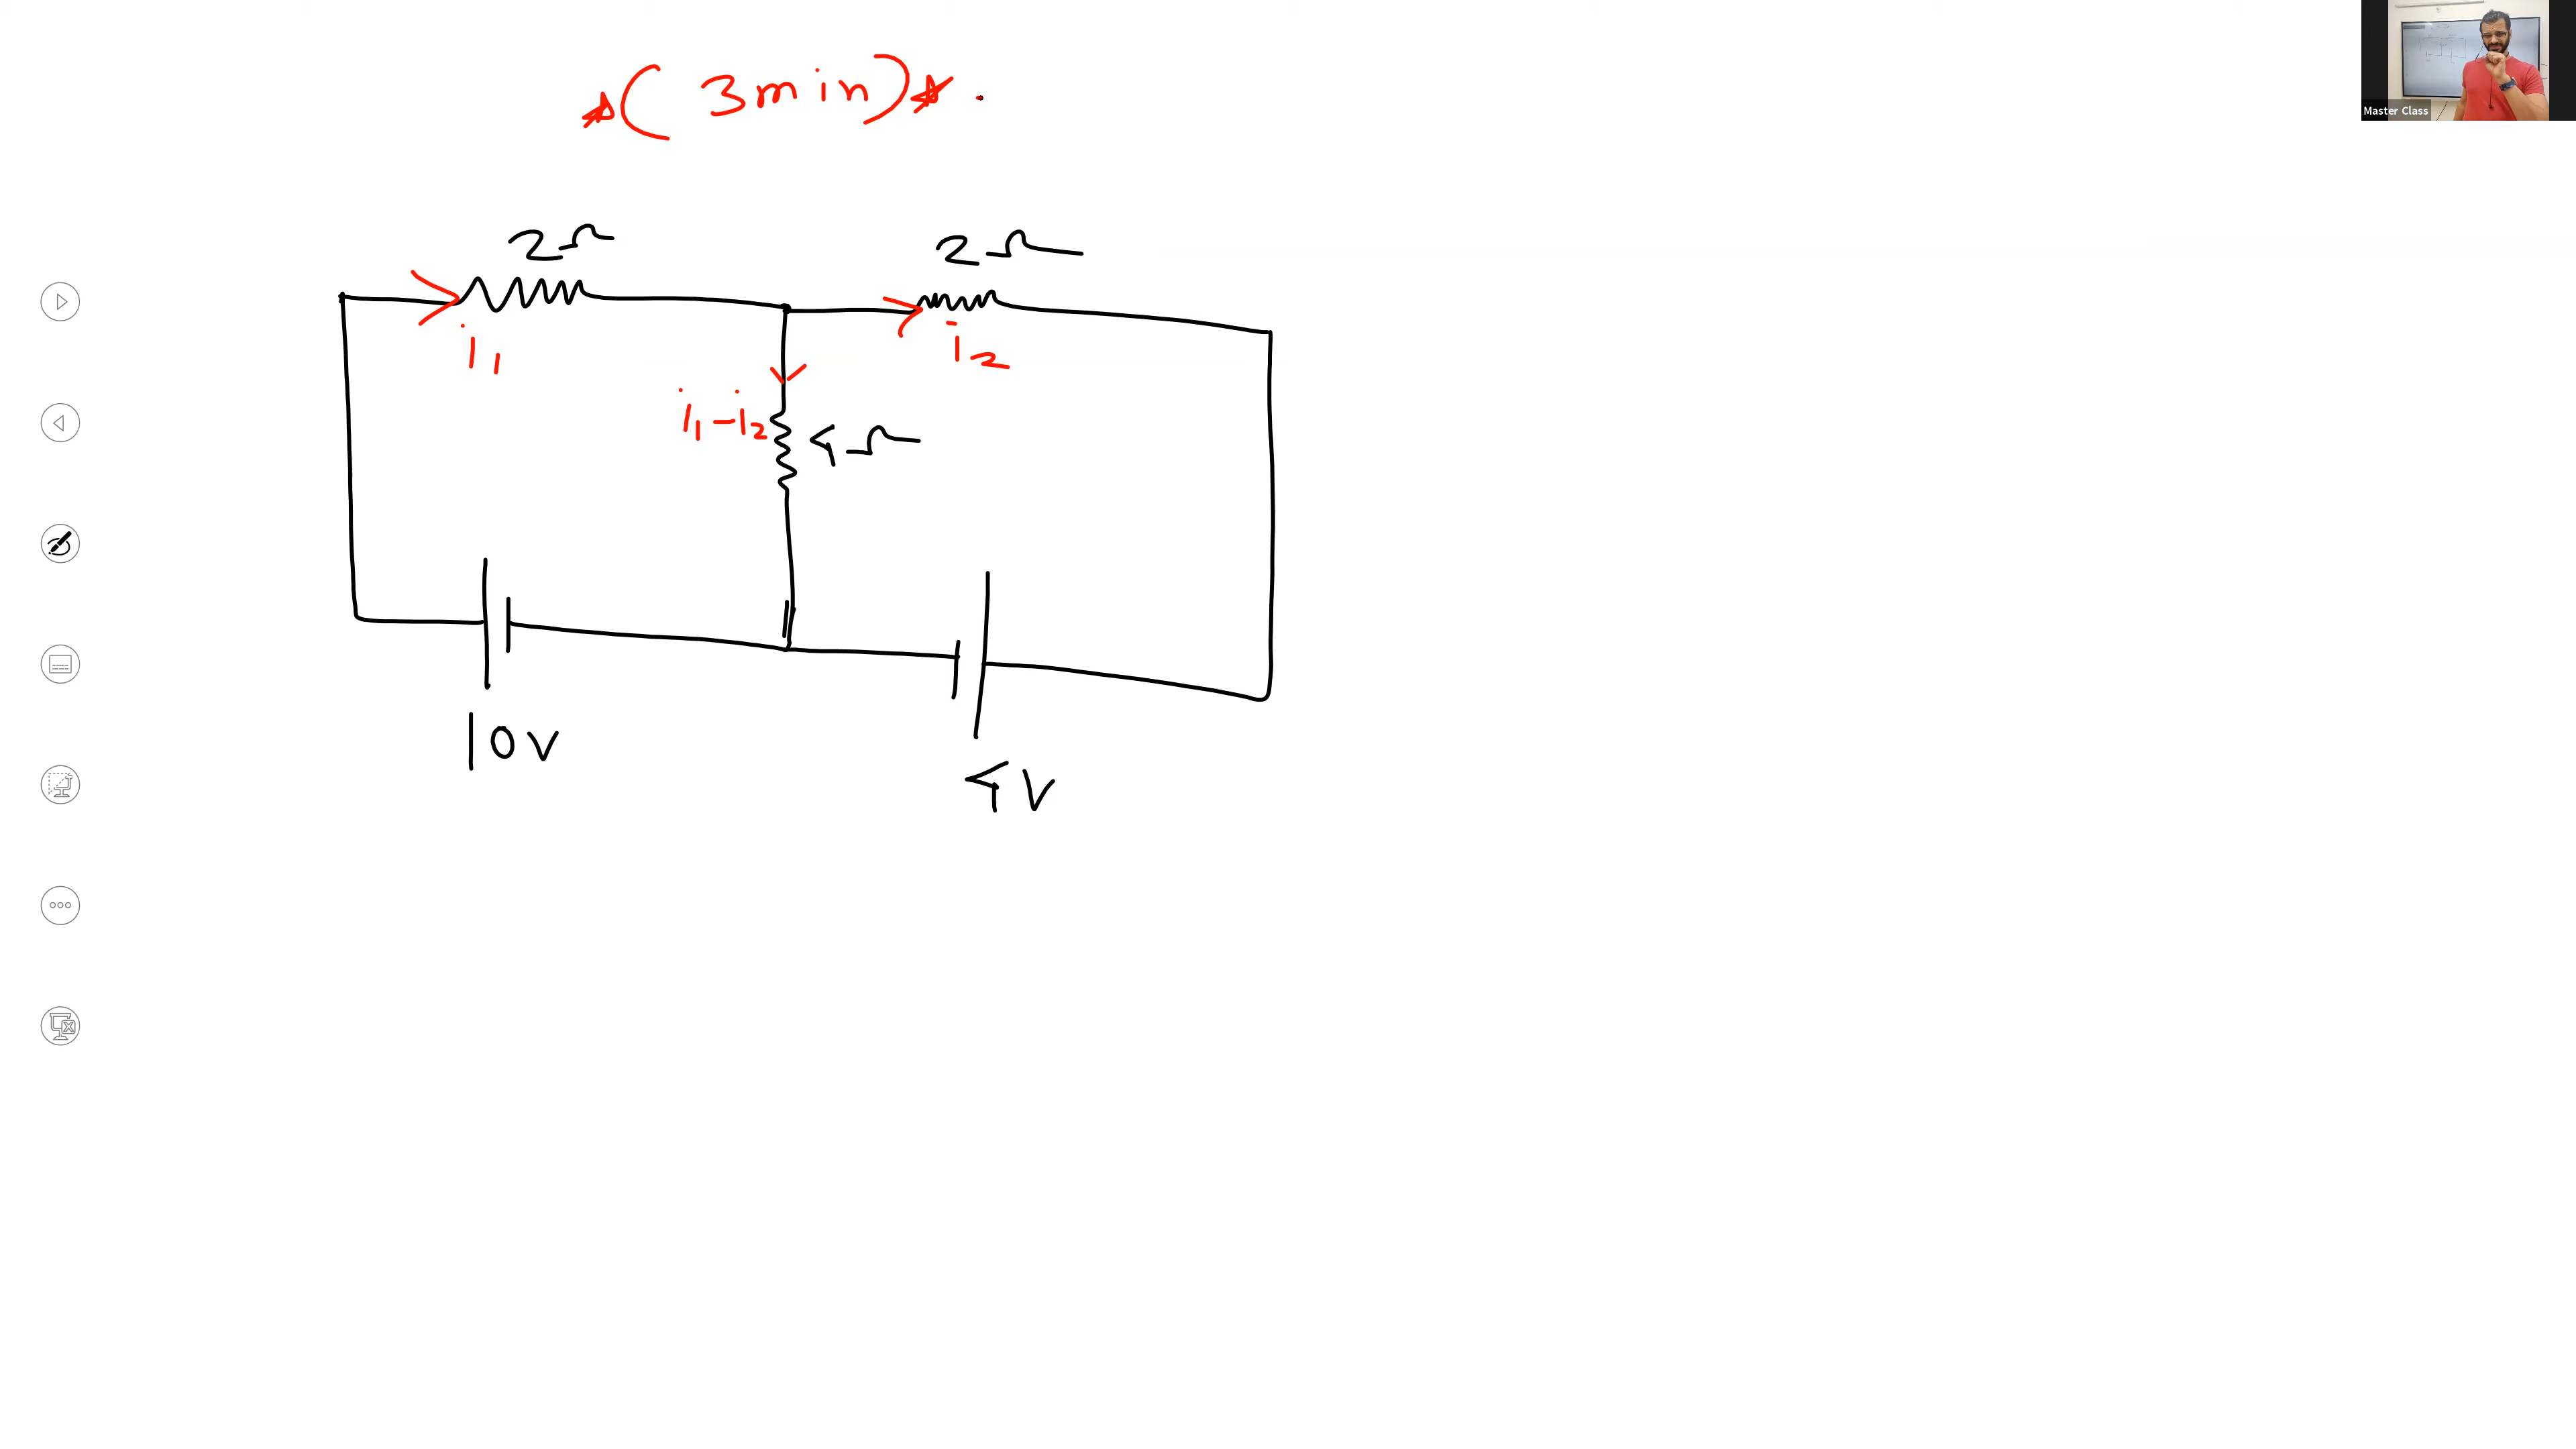 (3min)
Master Class
2Ω
2Ω
i1
i2
i1-i2
4Ω
10V
4V